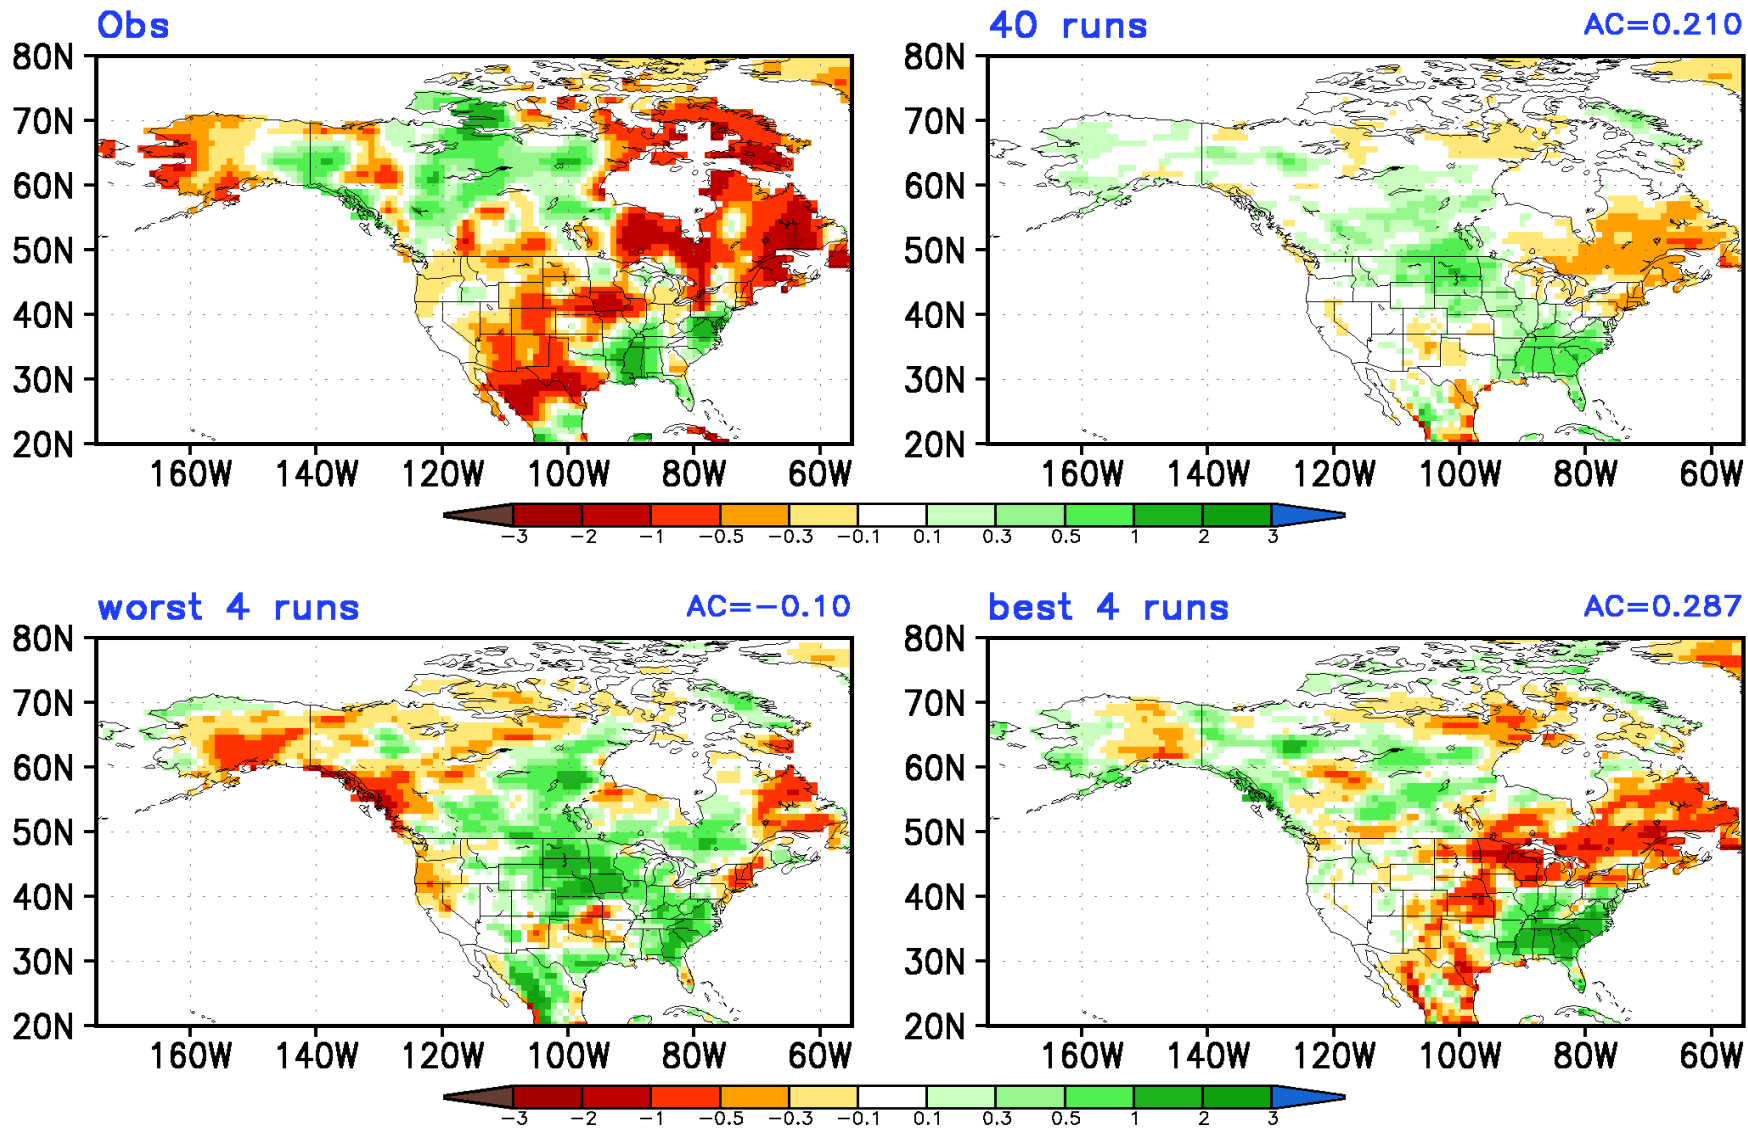 Obs
40 runs AC=0.210
80N 80N
70N 70N
60N 60N
50N 50N
40N 40N
30N 30N
20N 20N
160W 140W 120W 100W 80W 60W 160W 140W 120W 100W 80W 60W
-3 -2 -1 -0.5 -0.3 -0.1 0.1 0.3 0.5 1 2 3
worst 4 runs AC=-0.10
best 4 runs AC=0.287
80N 80N
70N 70N
60N 60N
50N 50N
40N 40N
30N 30N
20N 20N
160W 140W 120W 100W 80W 60W 160W 140W 120W 100W 80W 60W
-3 -2 -1 -0.5 -0.3 -0.1 0.1 0.3 0.5 1 2 3